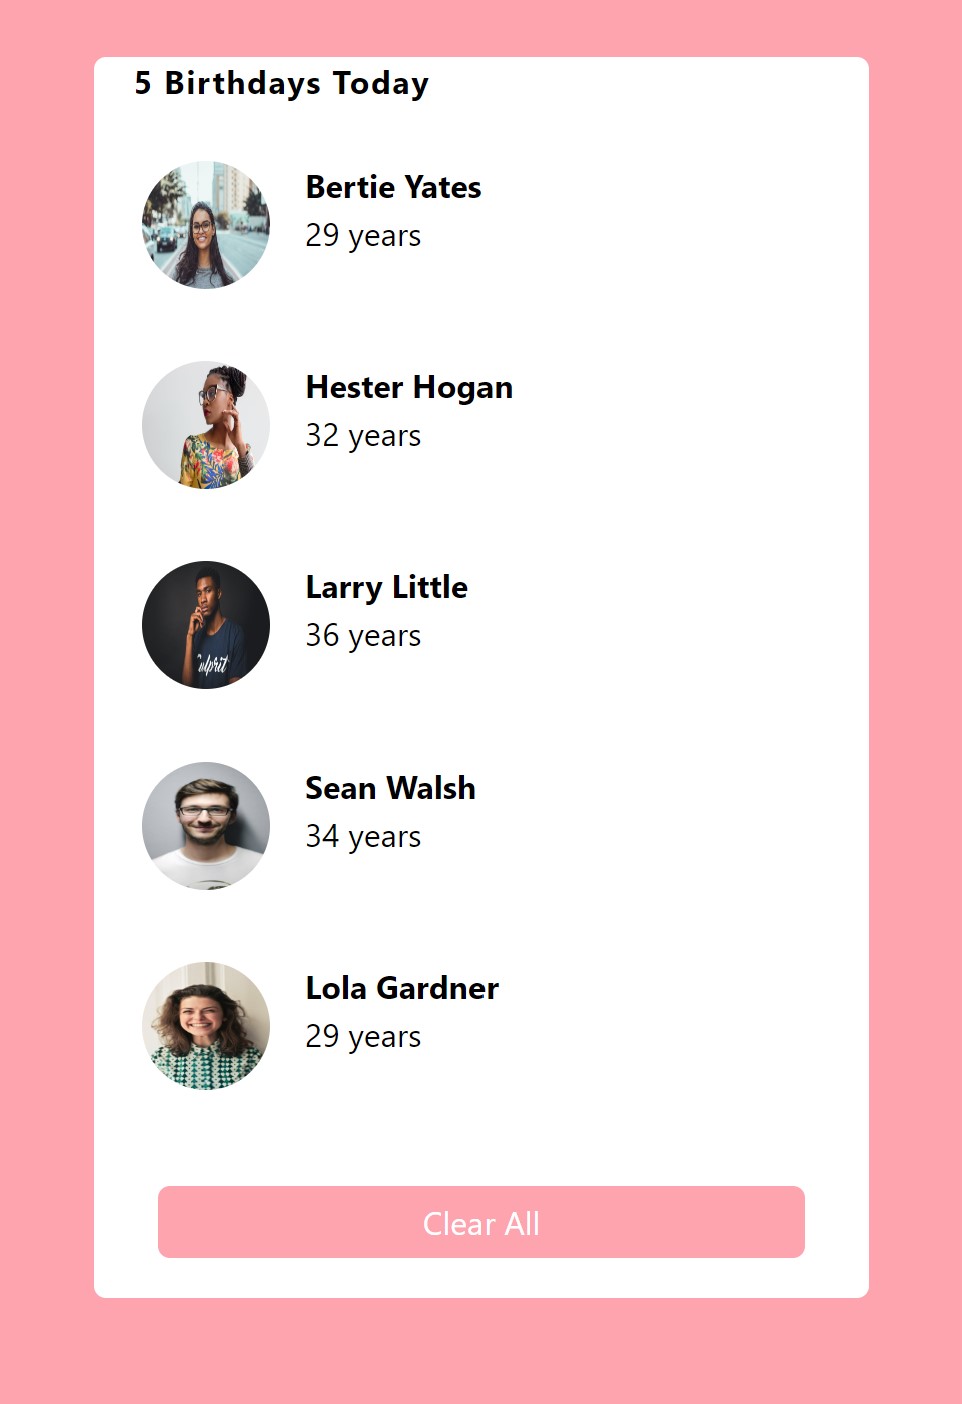 5 Birthdays Today
Bertie Yates
29 years
Hester Hogan
32 years
Larry Little
36 years
Sean Walsh
34 years
Lola Gardner
29 years
Clear All